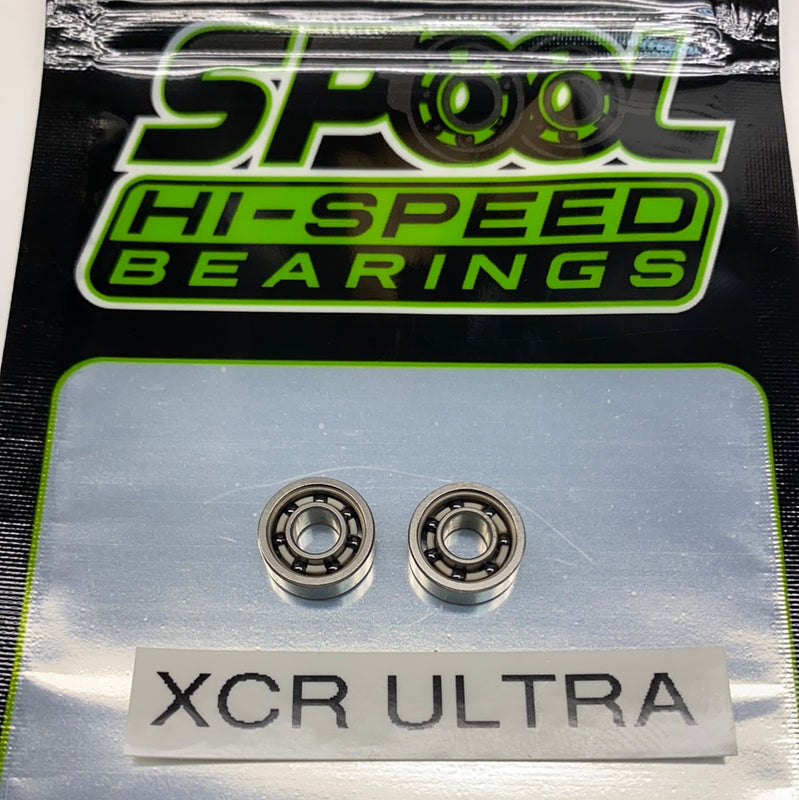 SPOOL
HI-SPEED
BEARINGS
XCR ULTRA